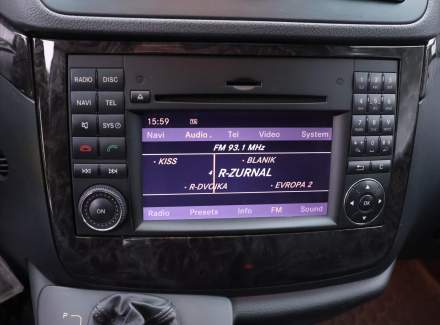 RADIO DISC
NAVI TEL
SYS
ON
15:59
Navi Audio Tel Video System
FM 93.1 MHz
KISS BLANIK
R-ZURNAL
R-DVOJKA EVROPA 2
Radio Presets Info FM Sound
OK
P